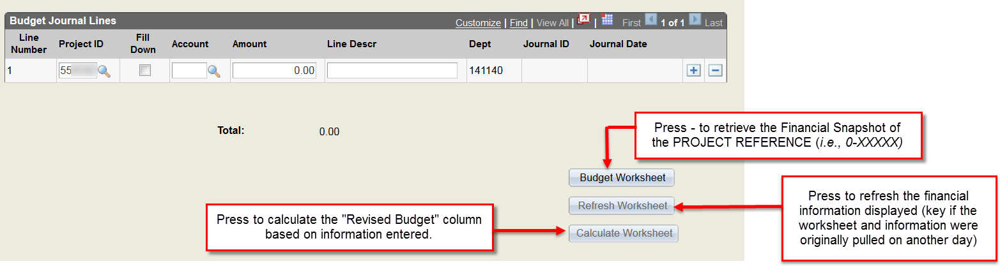 Budget Journal Lines
Customize | Find | View All | | First 1 of 1 Last
Line Number Project ID Fill Down Account Amount Line Descr Dept Journal ID Journal Date
1 55 0.00 141140
Total: 0.00
Press - to retrieve the Financial Snapshot of
the PROJECT REFERENCE (i.e., 0-XXXXX)
Budget Worksheet
Refresh Worksheet
Calculate Worksheet
Press to calculate the "Revised Budget" column
based on information entered.
Press to refresh the financial
information displayed (key if the
worksheet and information were
originally pulled on another day)